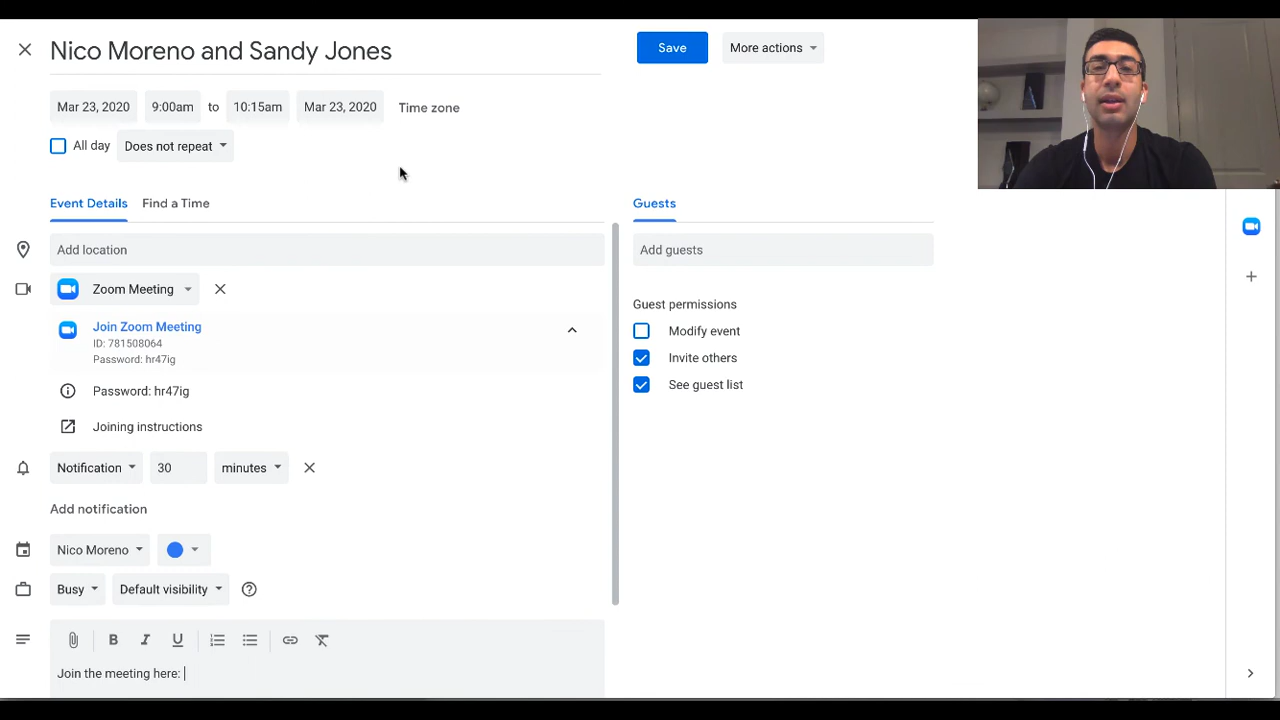 Nico Moreno and Sandy Jones
Save
More actions
Mar 23, 2020 9:00am to 10:15am Mar 23, 2020 Time zone
All day Does not repeat
Event Details Find a Time
Guests
Add location
Add guests
Zoom Meeting
Join Zoom Meeting
ID: 781508064
Password: hr47ig
Password: hr47ig
Joining instructions
Guest permissions
Modify event
Invite others
See guest list
Notification 30 minutes
Add notification
Nico Moreno
Busy Default visibility
B I U
Join the meeting here: